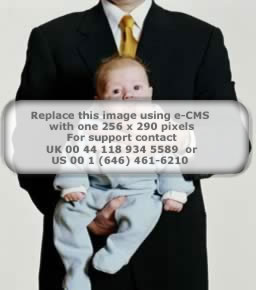 Replace this image using e-CMS
with one 256 x 290 pixels
For support contact
UK 00 44 118 934 5589  or
US 00 1 (646) 461-6210